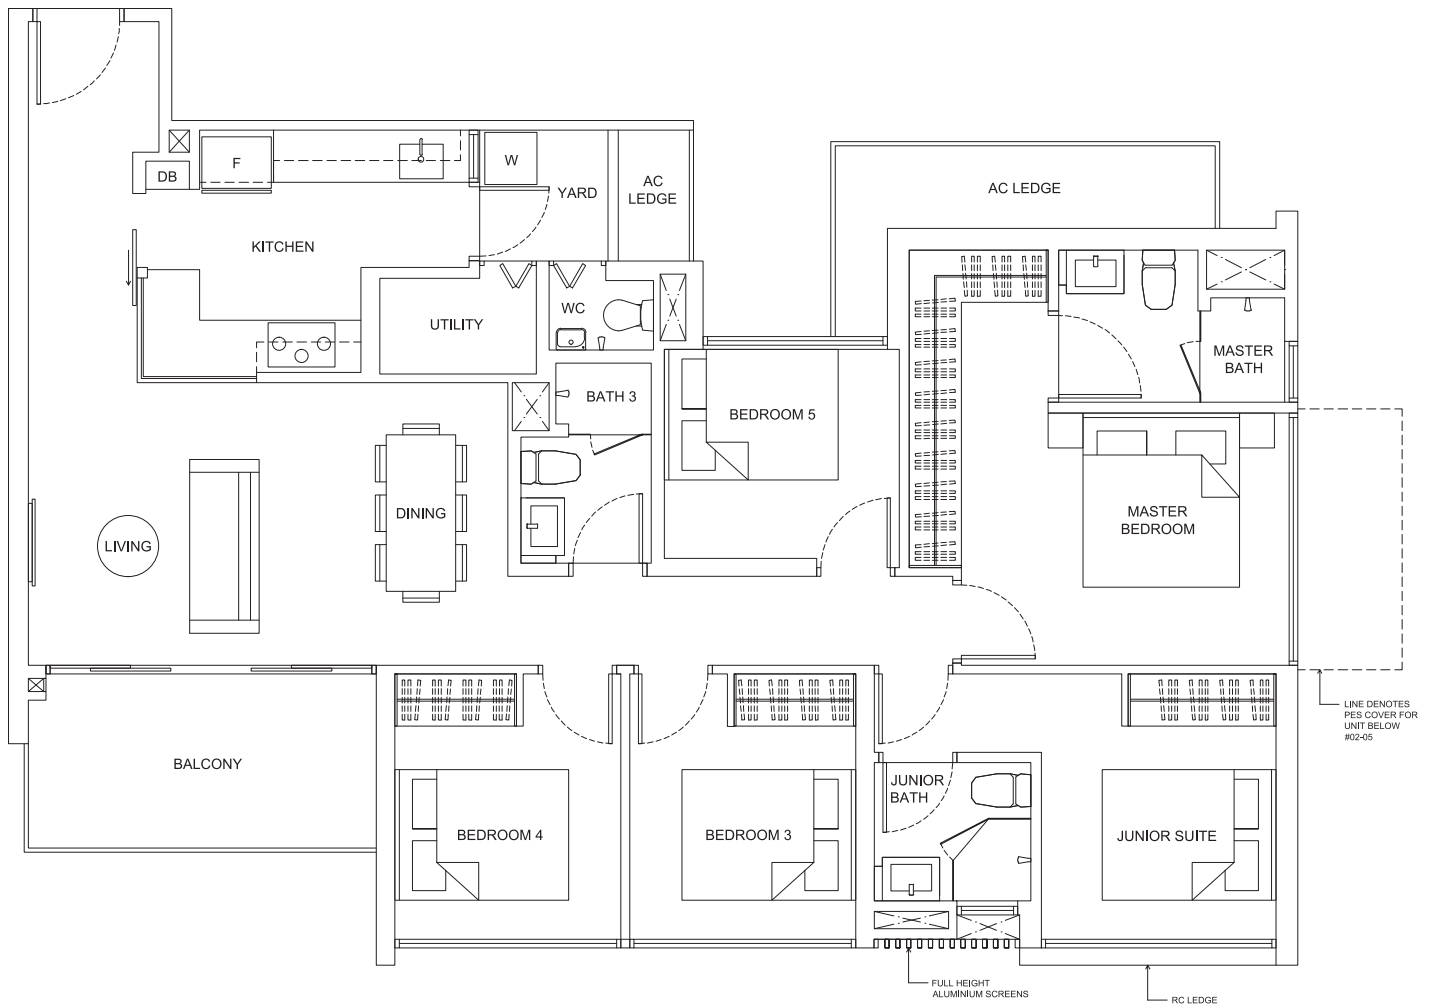 F
W
DB
YARD
AC
LEDGE
AC LEDGE
KITCHEN
UTILITY
WC
MASTER
BATH
BATH 3
BEDROOM 5
DINING
LIVING
MASTER
BEDROOM
LINE DENOTES
PES COVER FOR
UNIT BELOW
#02-05
BALCONY
JUNIOR
BATH
BEDROOM 4
BEDROOM 3
JUNIOR SUITE
FULL HEIGHT
ALUMINIUM SCREENS
RC LEDGE